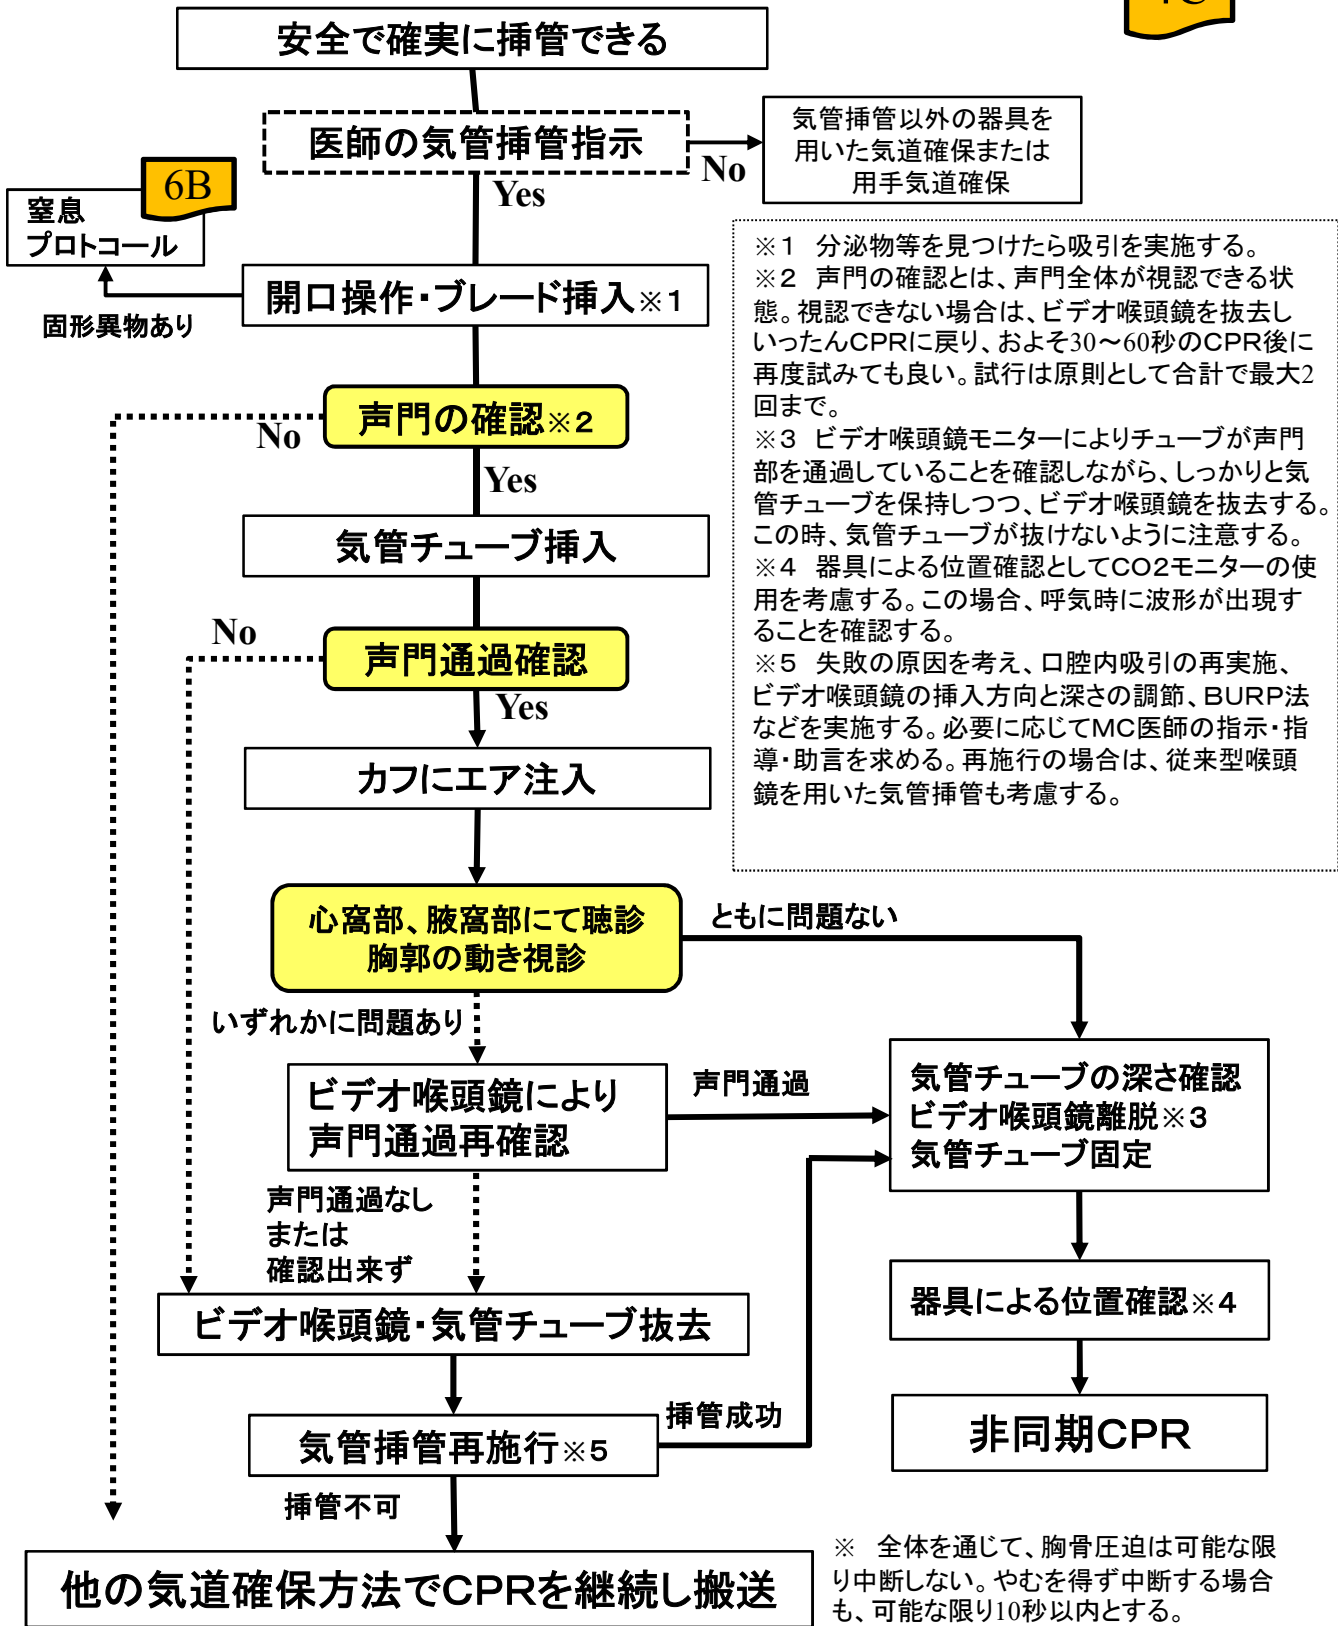 安全で確実に挿管できる
医師の気管挿管指示
No
気管挿管以外の器具を
用いた気道確保または
用手気道確保
Yes
6B
窒息
プロトコール
固形異物あり
開口操作・ブレード挿入※1
声門の確認※2
No
Yes
気管チューブ挿入
No
声門通過確認
Yes
カフにエア注入
心窩部、腋窩部にて聴診
胸郭の動き視診
ともに問題ない
いずれかに問題あり
ビデオ喉頭鏡により
声門通過再確認
声門通過
気管チューブの深さ確認
ビデオ喉頭鏡離脱※3
気管チューブ固定
声門通過なし
または
確認出来ず
ビデオ喉頭鏡・気管チューブ抜去
器具による位置確認※4
気管挿管再施行※5
挿管成功
非同期CPR
挿管不可
他の気道確保方法でCPRを継続し搬送
※1 分泌物等を見つけたら吸引を実施する。
※2 声門の確認とは、声門全体が視認できる状
態。視認できない場合は、ビデオ喉頭鏡を抜去し
いったんCPRに戻り、およそ30～60秒のCPR後に
再度試みても良い。試行は原則として合計で最大2
回まで。
※3 ビデオ喉頭鏡モニターによりチューブが声門
部を通過していることを確認しながら、しっかりと気
管チューブを保持しつつ、ビデオ喉頭鏡を抜去する。
この時、気管チューブが抜けないように注意する。
※4 器具による位置確認としてCO2モニターの使
用を考慮する。この場合、呼気時に波形が出現す
ることを確認する。
※5 失敗の原因を考え、口腔内吸引の再実施、
ビデオ喉頭鏡の挿入方向と深さの調節、BURP法
などを実施する。必要に応じてMC医師の指示・指
導・助言を求める。再施行の場合は、従来型喉頭
鏡を用いた気管挿管も考慮する。
※ 全体を通じて、胸骨圧迫は可能な限
り中断しない。やむを得ず中断する場合
も、可能な限り10秒以内とする。